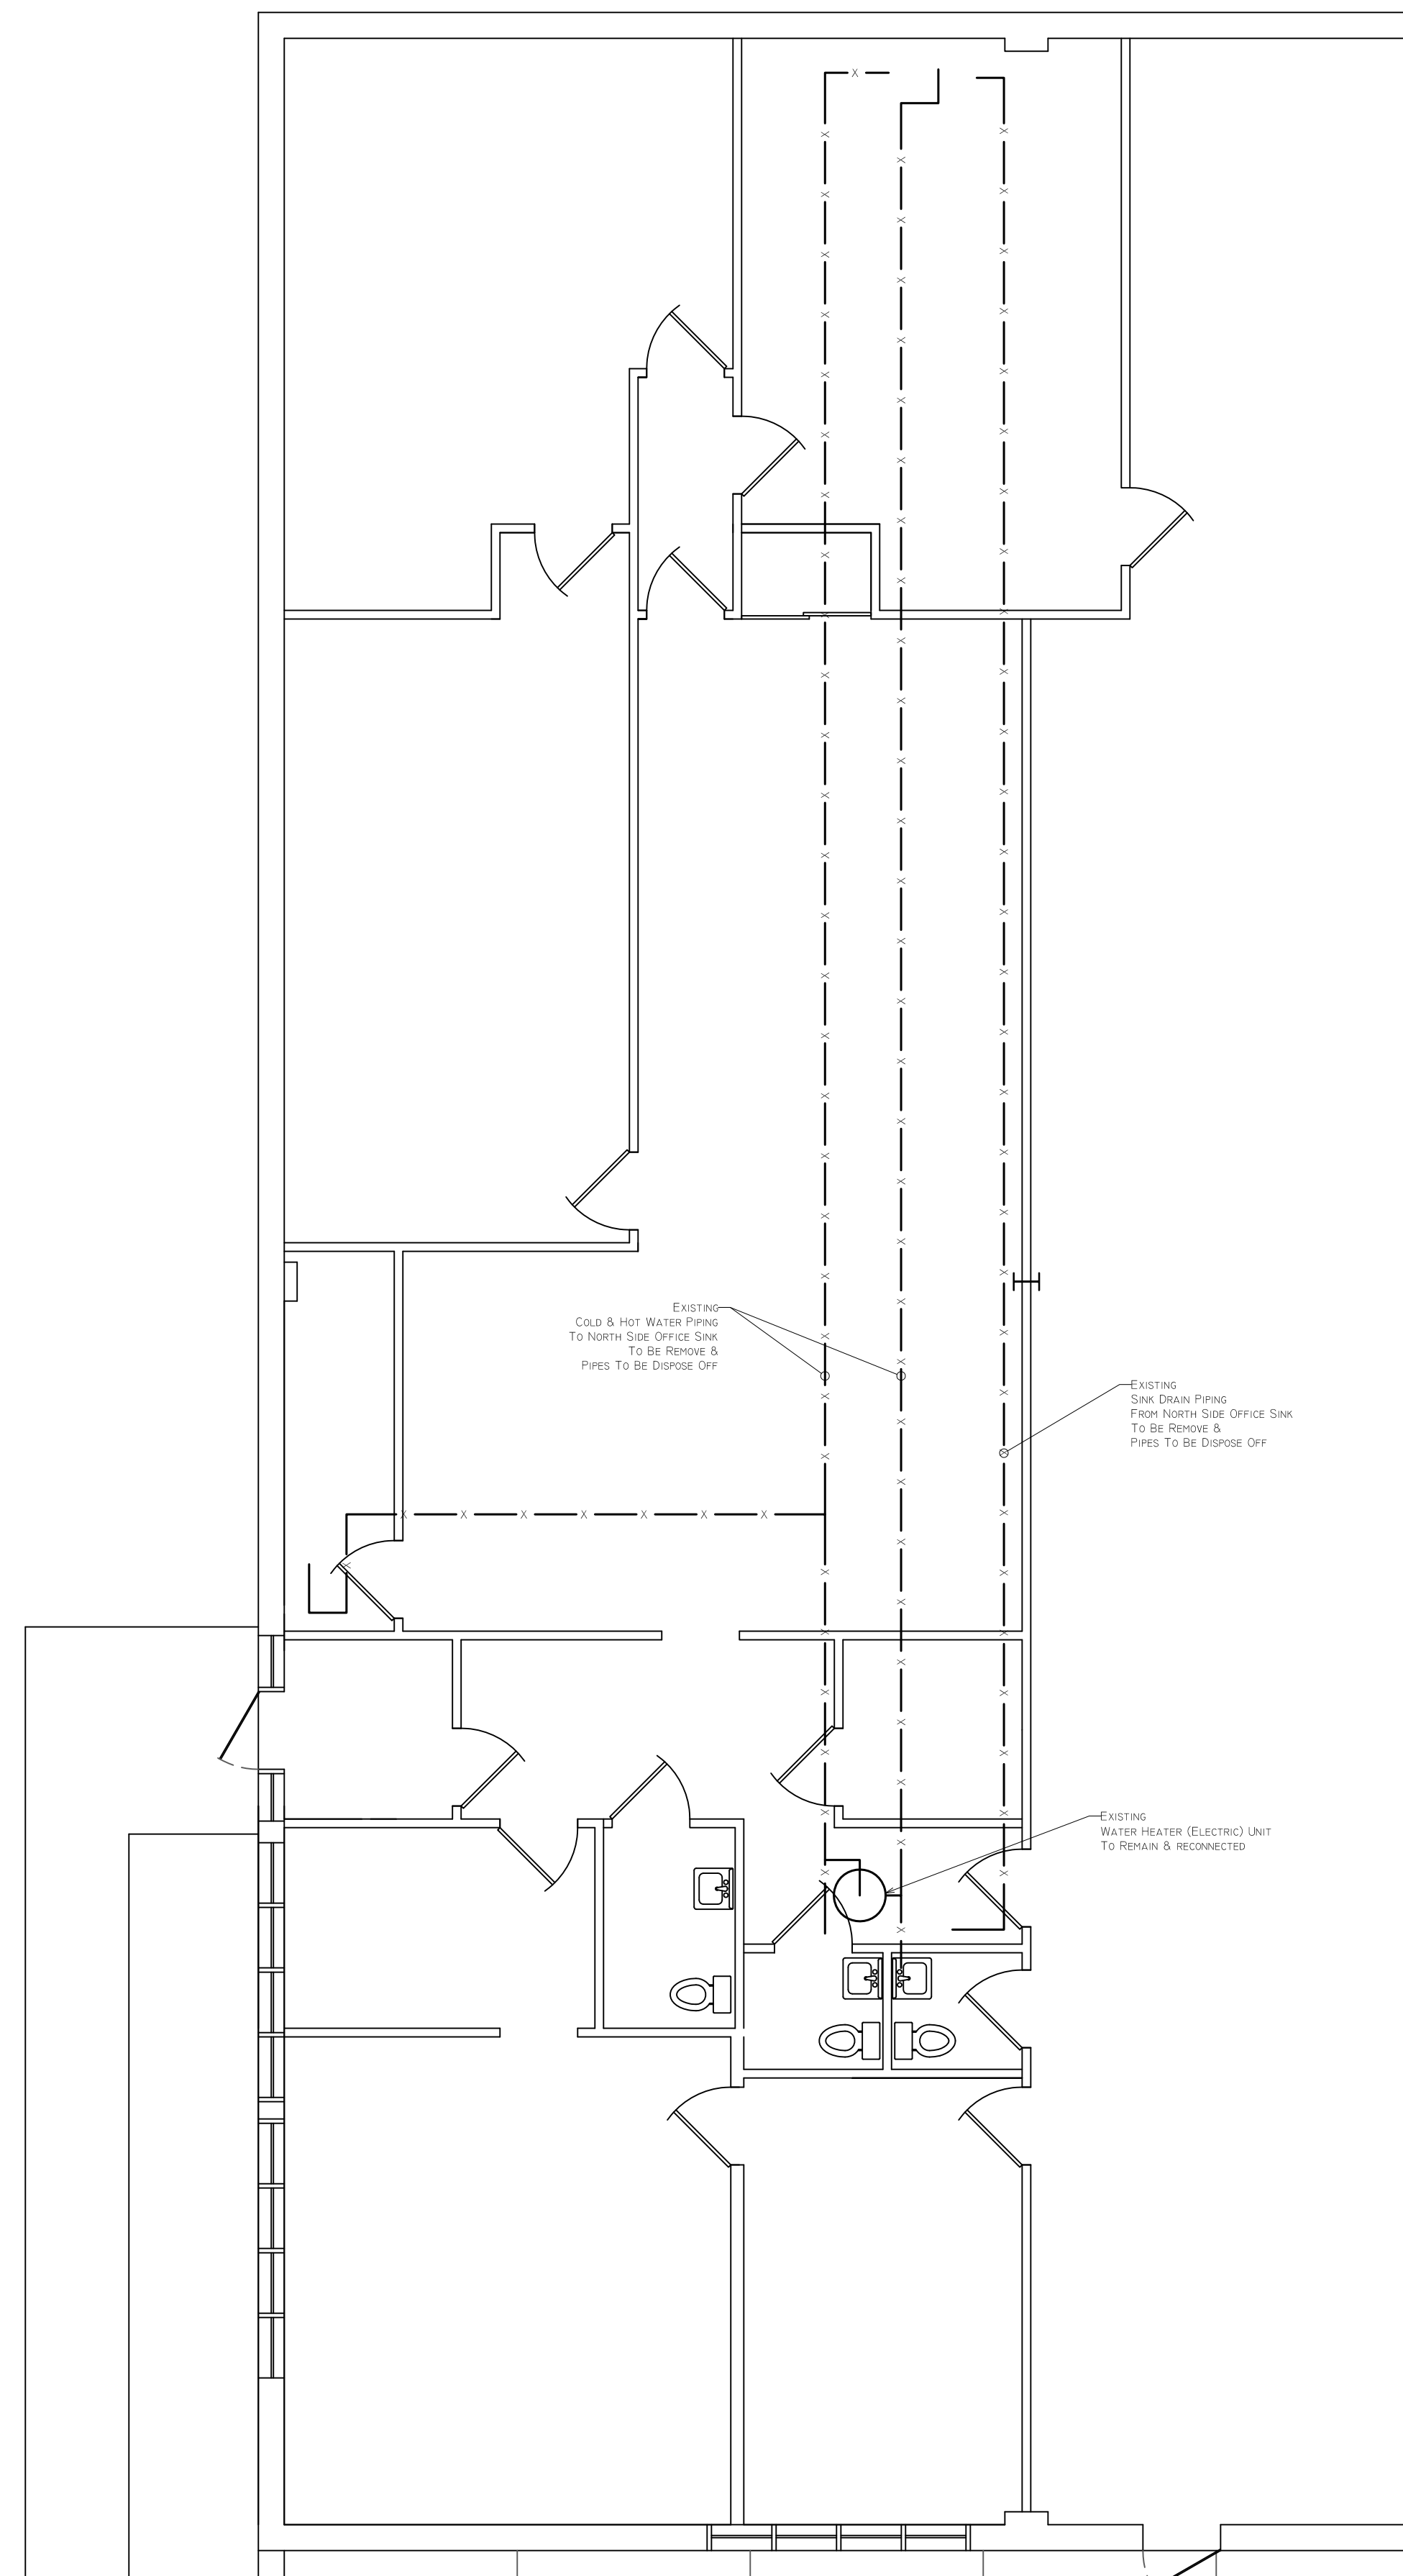 Existing
Cold & Hot Water Piping
To North Side Office Sink
To Be Remove &
Pipes To Be Dispose Off
Existing
Sink Drain Piping
From North Side Office Sink
To Be Remove &
Pipes To Be Dispose Off
Existing
Water Heater (Electric) Unit
To Remain & reconnected